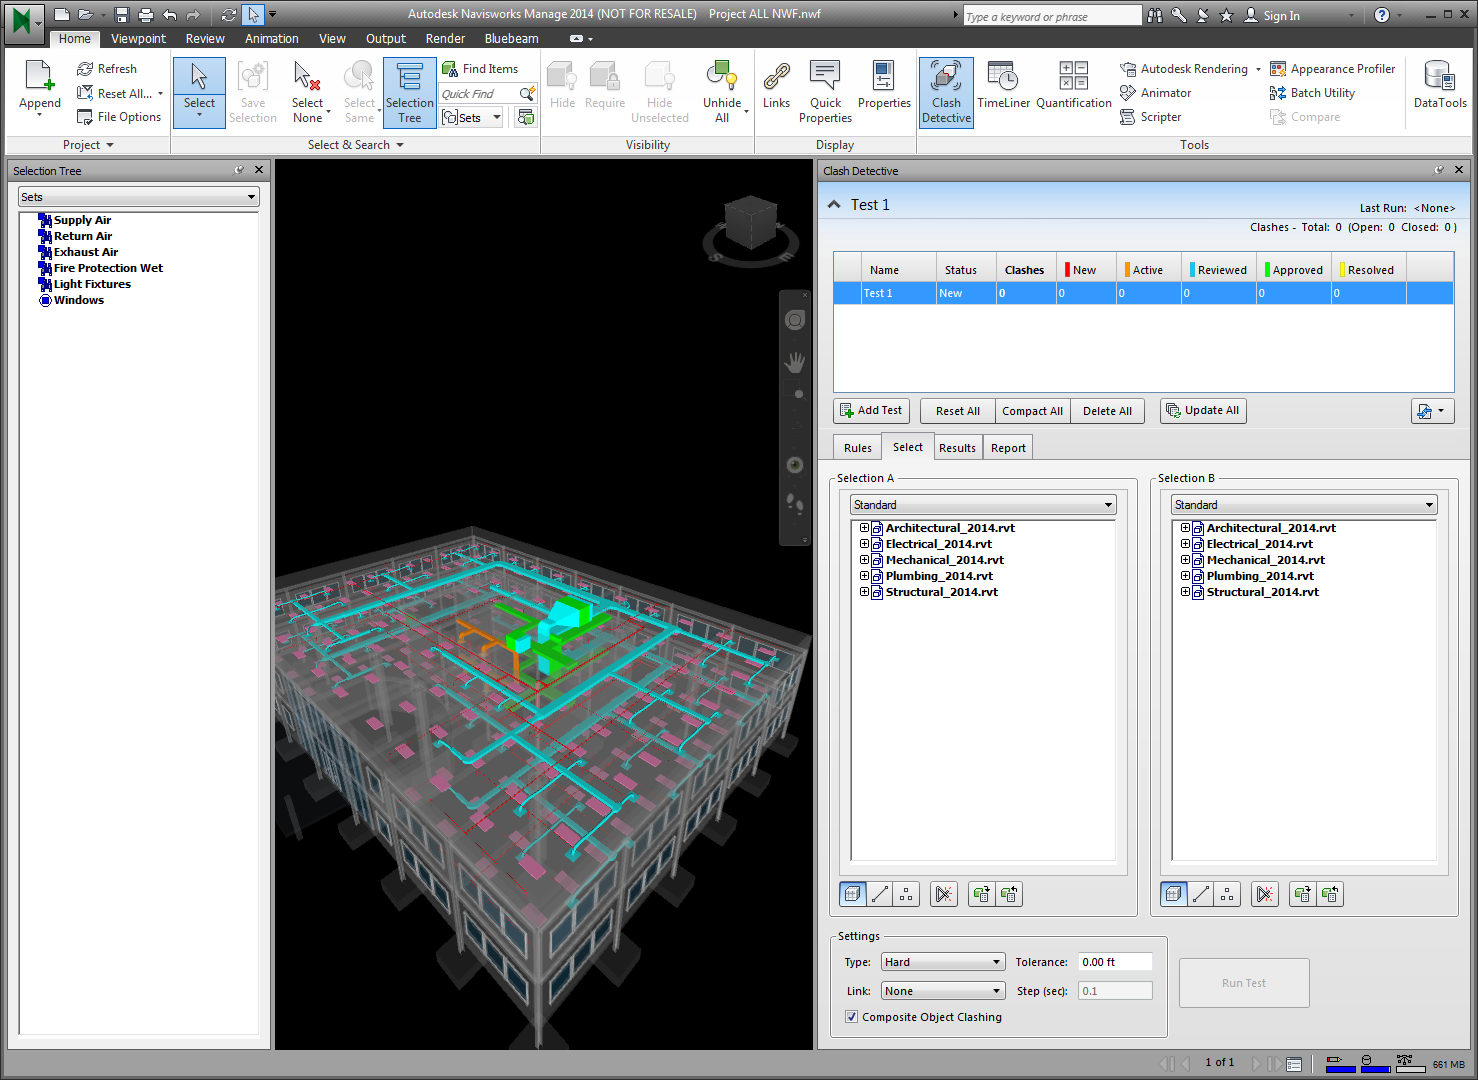 Autodesk Navisworks Manage 2014 (NOT FOR RESALE) Project ALL NWF.nwf
Type a keyword or phrase
Sign In
Home Viewpoint Review Animation View Output Render Bluebeam
Append
Refresh
Reset All...
File Options
Project
Select
Save Selection
Select None
Select Same
Selection Tree
Find Items
Quick Find
Sets
Select & Search
Hide
Require
Hide Unselected
Unhide All
Visibility
Links
Quick Properties
Properties
Display
Clash Detective
TimeLiner
Quantification
Autodesk Rendering
Animator
Scripter
Appearance Profiler
Batch Utility
Compare
Tools
DataTools
Selection Tree
Sets
Supply Air
Return Air
Exhaust Air
Fire Protection Wet
Light Fixtures
Windows
S
E
Clash Detective
Test 1
Last Run: <None>
Clashes - Total: 0 (Open: 0 Closed: 0 )
Name Status Clashes New Active Reviewed Approved Resolved
Test 1 New 0 0 0 0 0 0
Add Test Reset All Compact All Delete All Update All
Rules Select Results Report
Selection A
Standard
Architectural_2014.rvt
Electrical_2014.rvt
Mechanical_2014.rvt
Plumbing_2014.rvt
Structural_2014.rvt
Selection B
Standard
Architectural_2014.rvt
Electrical_2014.rvt
Mechanical_2014.rvt
Plumbing_2014.rvt
Structural_2014.rvt
Settings
Type: Hard Tolerance: 0.00 ft
Link: None Step (sec): 0.1
Composite Object Clashing
Run Test
1 of 1
661 MB